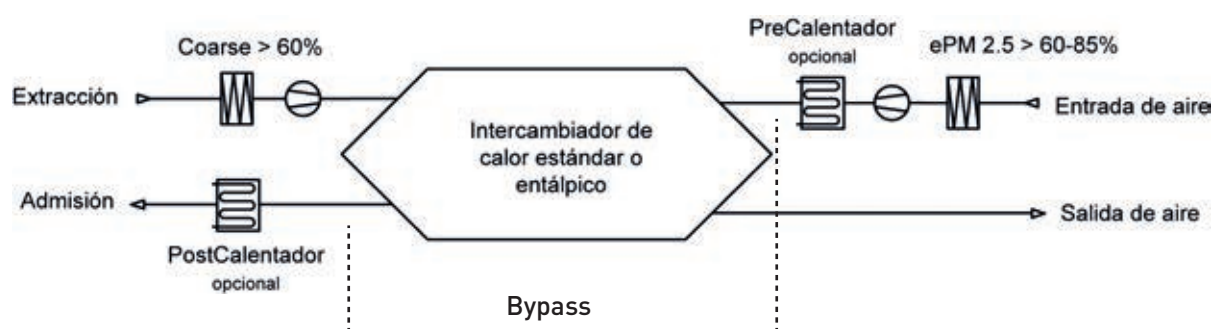 PreCalentador
opcional
Coarse > 60%
ePM 2.5 > 60-85%
Extracción
Entrada de aire
Intercambiador de
calor estándar o
entálpico
Admisión
Salida de aire
PostCalentador
opcional
Bypass